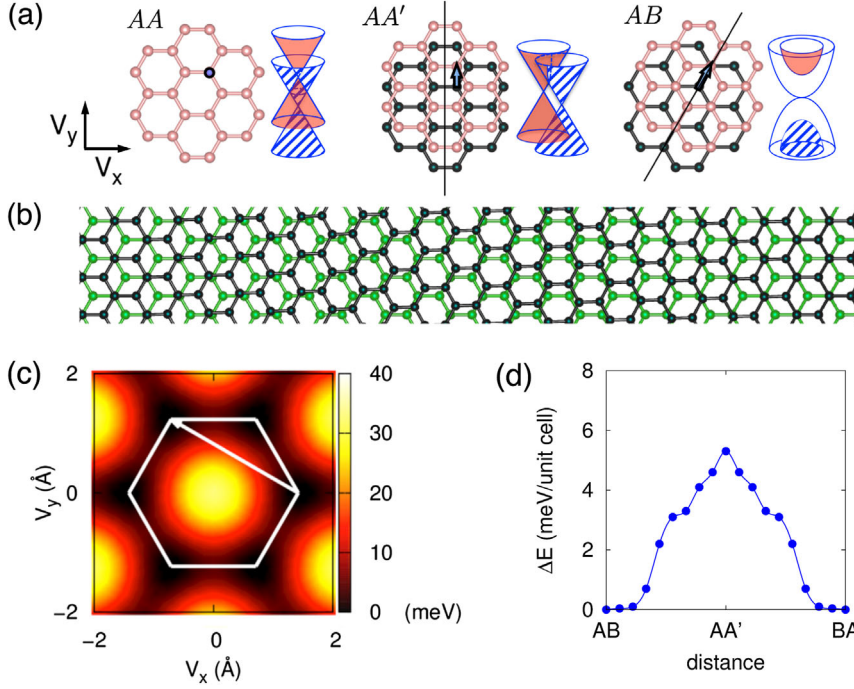 (a)
AA
AA′
AB
Vy
Vx
(b)
(c)
2
0
−2
Vy (Å)
−2
0
2
Vx (Å)
40
30
20
10
0
(meV)
(d)
8
6
4
2
0
ΔE (meV/unit cell)
AB
AA'
BA
distance